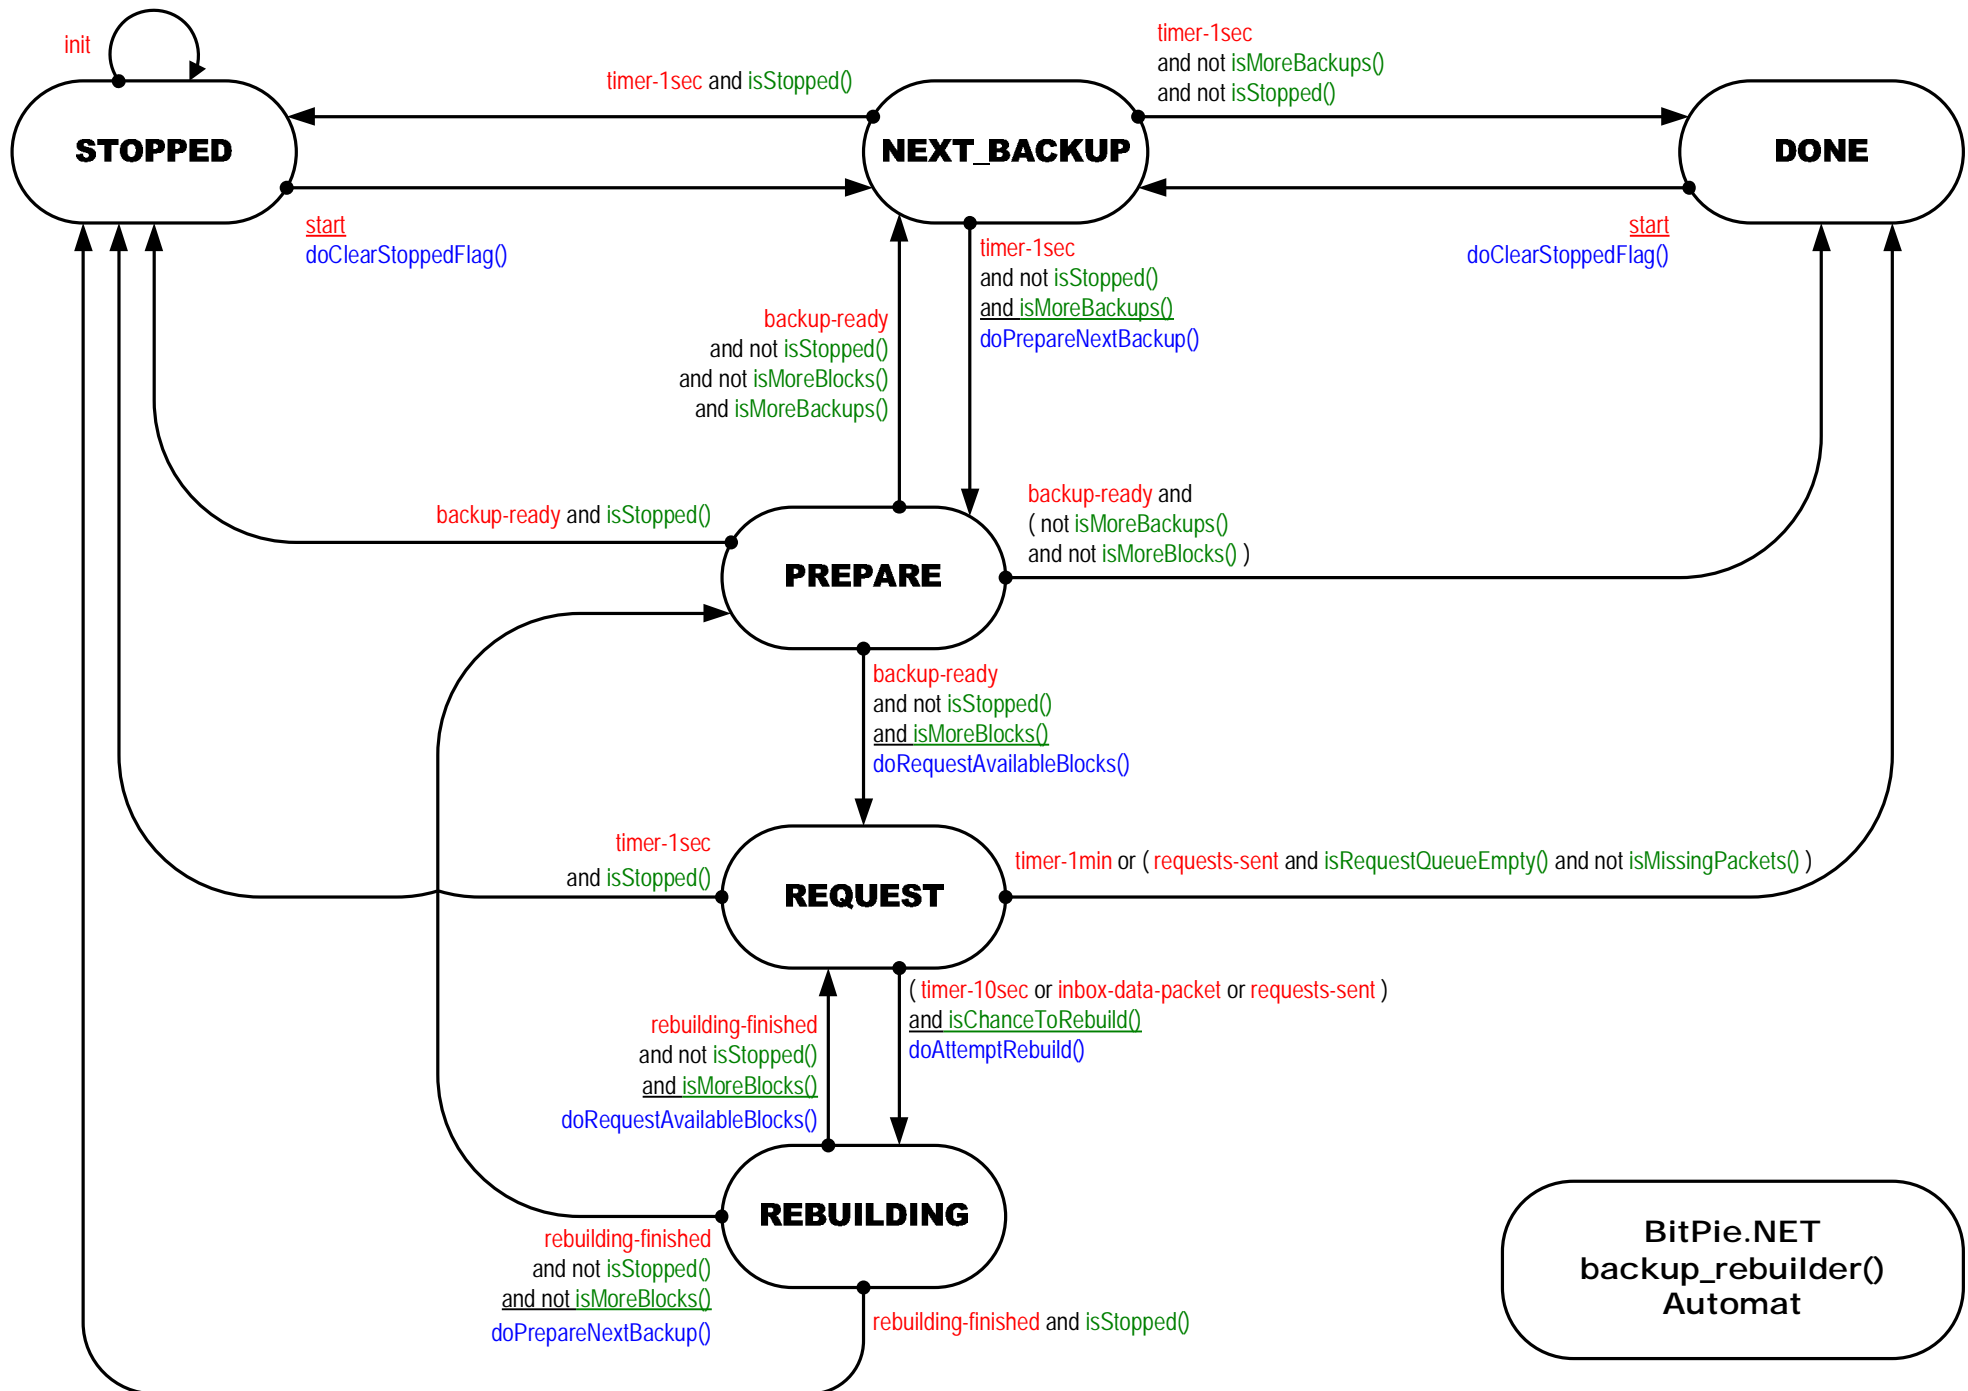 init
timer-1sec and isStopped()
timer-1sec
and not isMoreBackups()
and not isStopped()
STOPPED
NEXT_BACKUP
DONE
start
doClearStoppedFlag()
timer-1sec
and not isStopped()
and isMoreBackups()
doPrepareNextBackup()
start
doClearStoppedFlag()
backup-ready
and not isStopped()
and not isMoreBlocks()
and isMoreBackups()
backup-ready and isStopped()
backup-ready and
( not isMoreBackups()
and not isMoreBlocks() )
PREPARE
backup-ready
and not isStopped()
and isMoreBlocks()
doRequestAvailableBlocks()
timer-1sec
and isStopped()
timer-1min or ( requests-sent and isRequestQueueEmpty() and not isMissingPackets() )
REQUEST
( timer-10sec or inbox-data-packet or requests-sent )
and isChanceToRebuild()
doAttemptRebuild()
rebuilding-finished
and not isStopped()
and isMoreBlocks()
doRequestAvailableBlocks()
REBUILDING
rebuilding-finished
and not isStopped()
and not isMoreBlocks()
doPrepareNextBackup()
rebuilding-finished and isStopped()
BitPie.NET
backup_rebuilder()
Automat